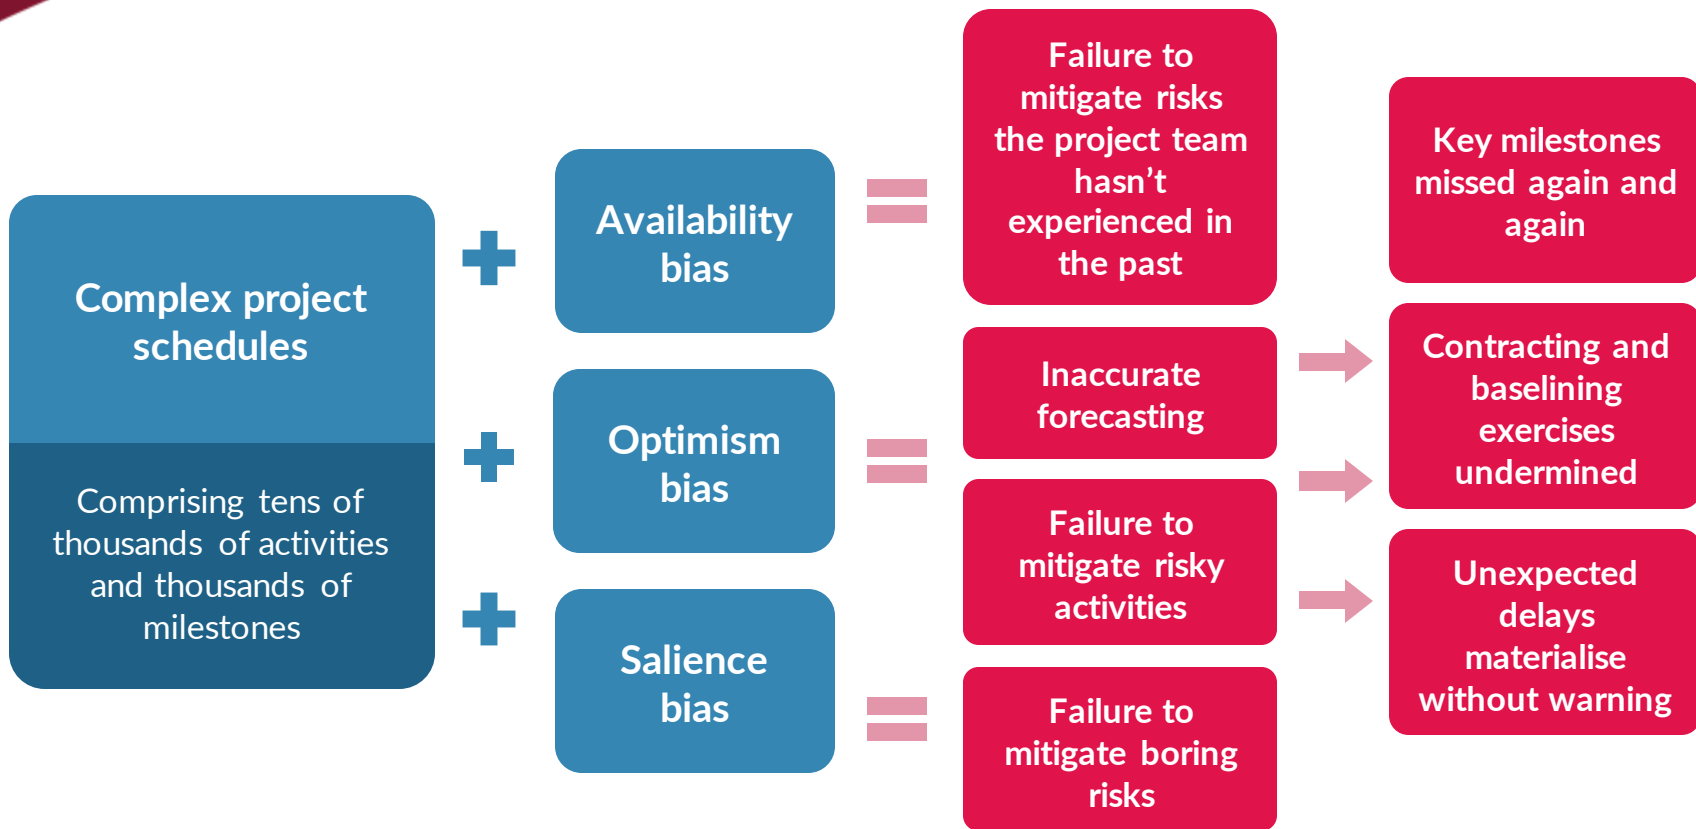 Complex project
schedules
Comprising tens of
thousands of activities
and thousands of
milestones
Availability
bias
Optimism
bias
Salience
bias
Failure to
mitigate risks
the project team
hasn’t
experienced in
the past
Inaccurate
forecasting
Failure to
mitigate risky
activities
Failure to
mitigate boring
risks
Key milestones
missed again and
again
Contracting and
baselining
exercises
undermined
Unexpected
delays
materialise
without warning